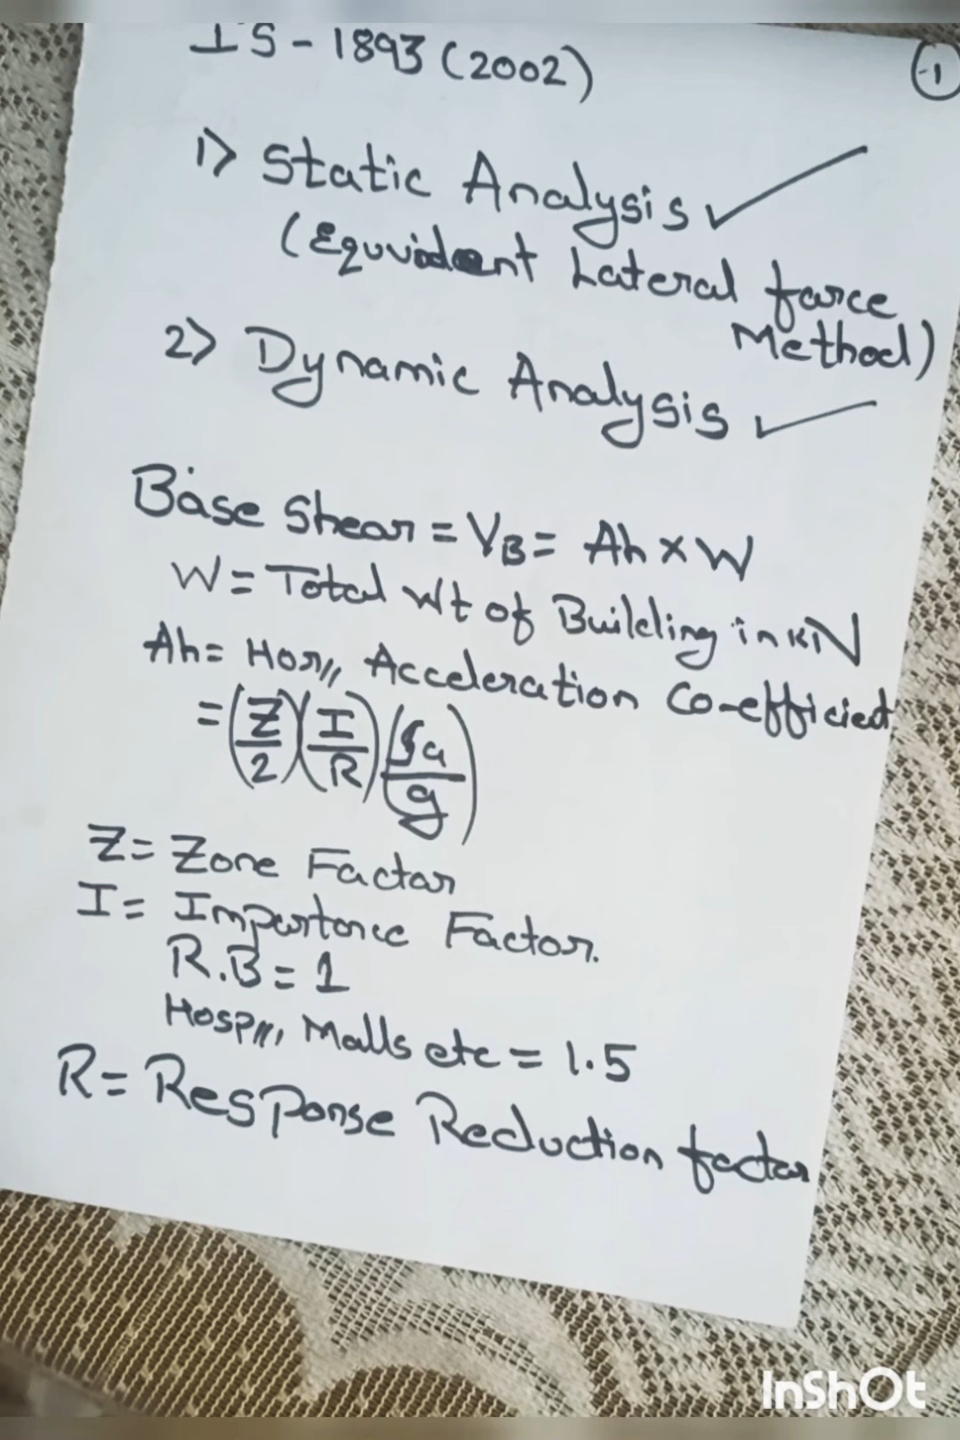 IS - 1893 (2002)
1
1) Static Analysis ✓
(Equvident Lateral force
Method)
2) Dynamic Analysis ✓
Base Shear = VB = Ah × W
W = Total Wt of Building in KN
Ah = Hor// Acceleration Co-efficient
= (Z/2)(I/R)(Sa/g)
Z = Zone Factor
I = Importance Factor.
R.B = 1
Hosp//, Malls etc = 1.5
R = Response Reduction factor
InShOt